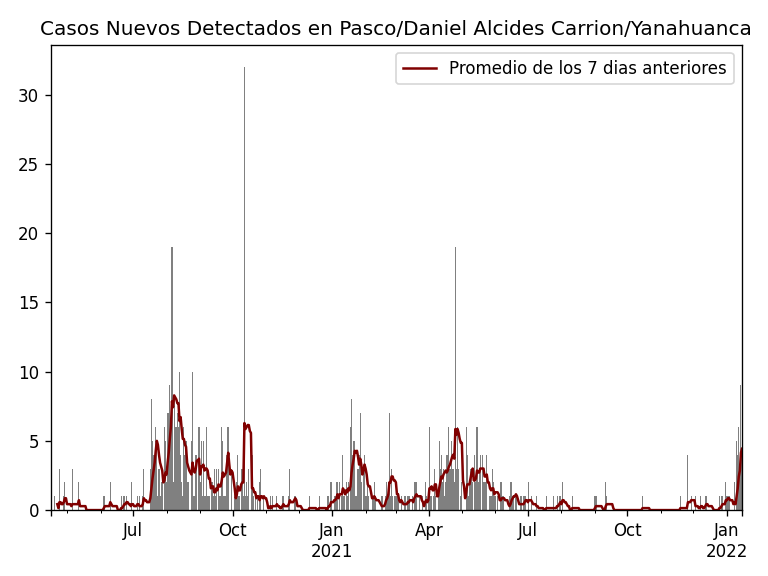 Casos Nuevos Detectados en Pasco/Daniel Alcides Carrion/Yanahuanca
Promedio de los 7 dias anteriores
30
25
20
15
10
5
0
Jul Oct Jan Apr Jul Oct Jan
2021 2022